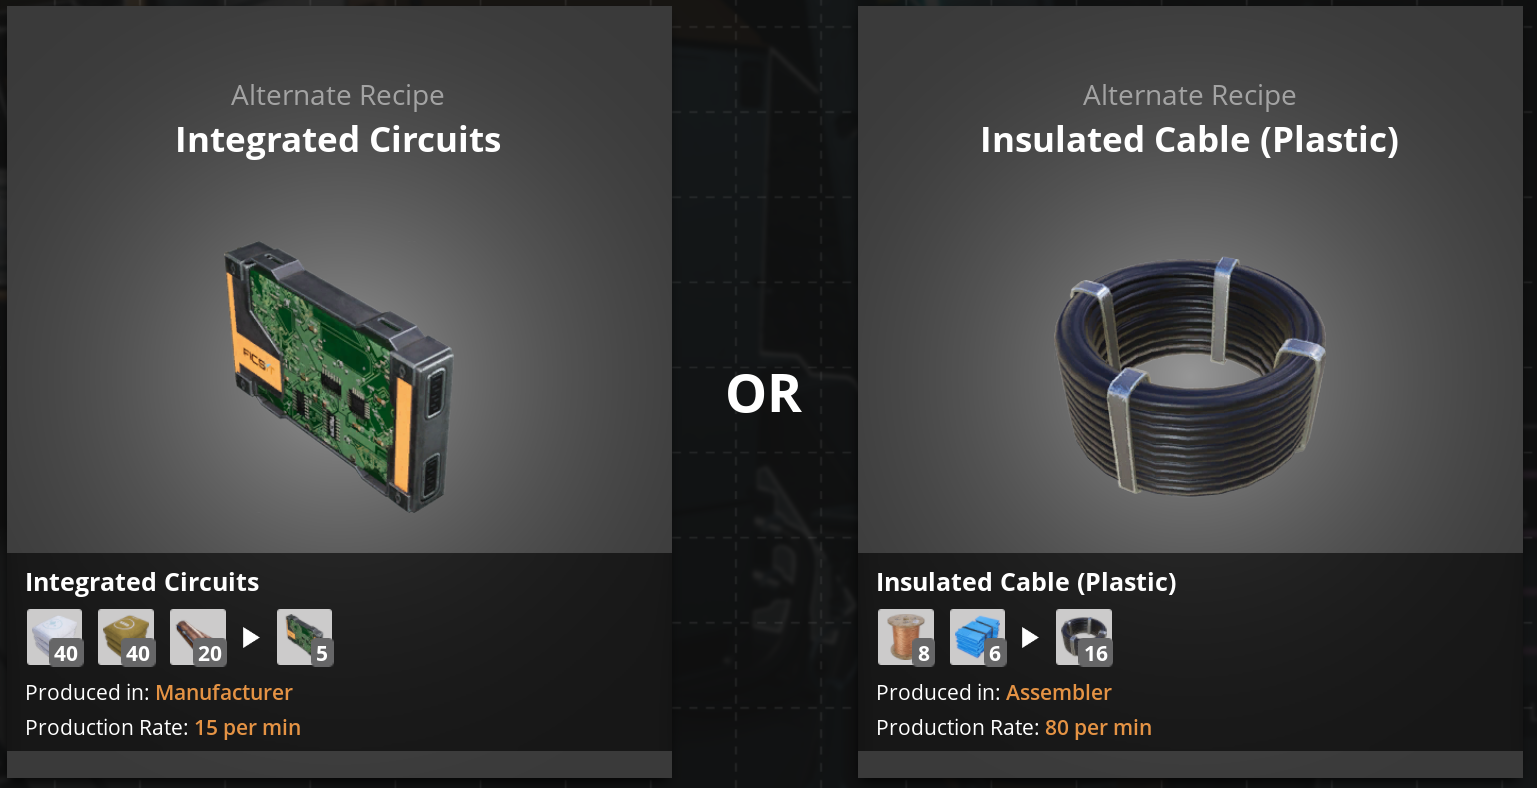 Alternate Recipe
Integrated Circuits
FICSIT
Integrated Circuits
40 40 20 5
Produced in: Manufacturer
Production Rate: 15 per min
OR
Alternate Recipe
Insulated Cable (Plastic)
Insulated Cable (Plastic)
8 6 16
Produced in: Assembler
Production Rate: 80 per min